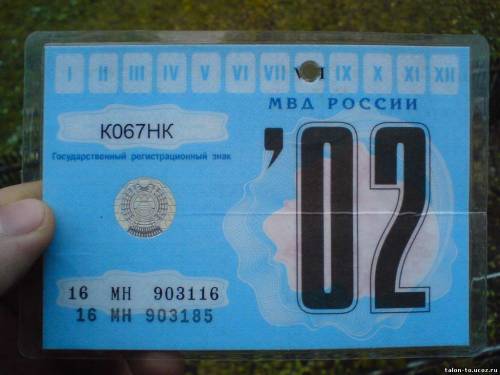 I II III IV V VI VII VIII IX X XI XII
МВД РОССИИ
К067НК
Государственный регистрационный знак
'02
16 МН 903116
16 МН 903185
talon-to.ucoz.ru